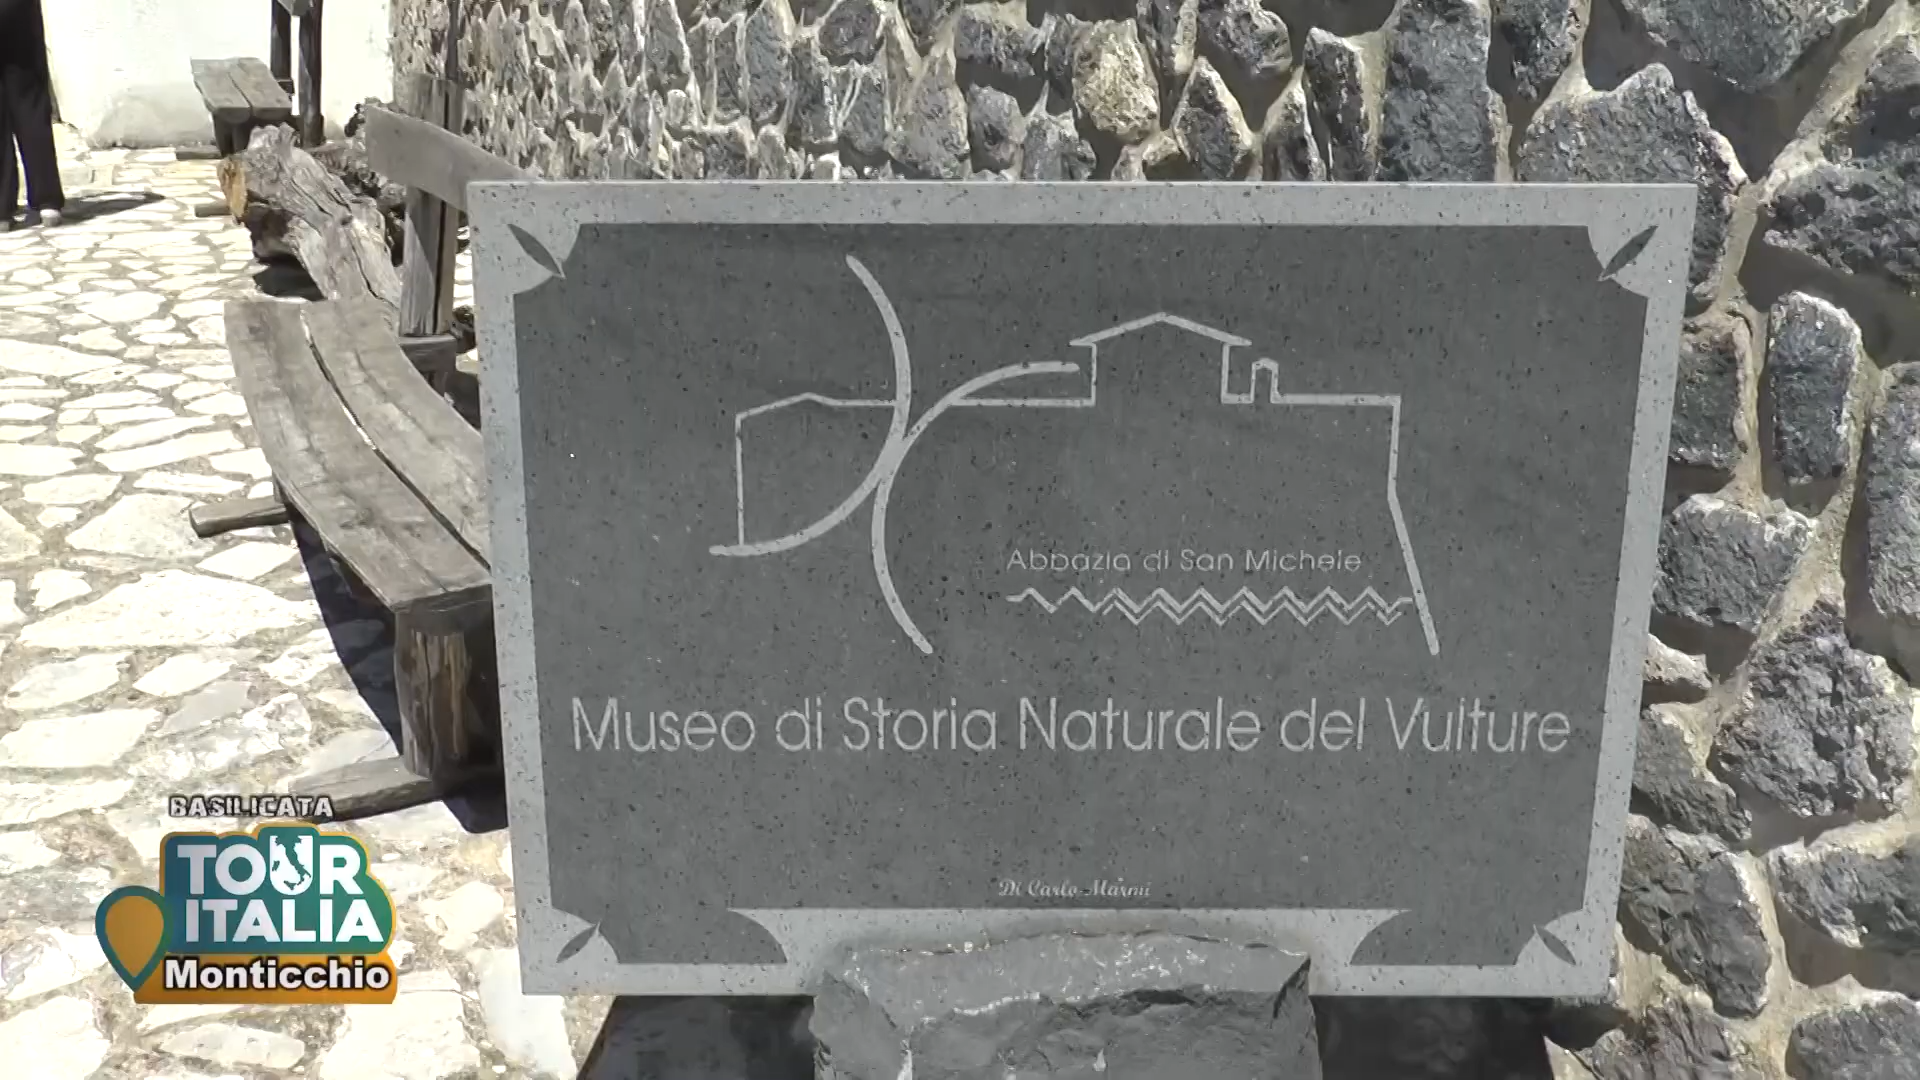 Abbazia di San Michele
Museo di Storia Naturale del Vulture
Di Carlo Marmi
BASILICATA
TOUR
ITALIA
Monticchio